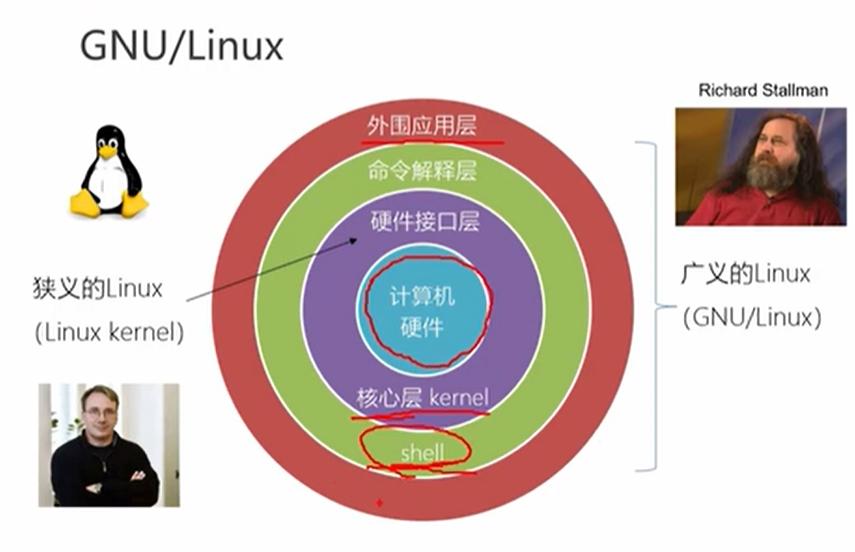 GNU/Linux
Richard Stallman
外围应用层
命令解释层
硬件接口层
计算机
硬件
核心层 kernel
shell
狭义的Linux
(Linux kernel)
广义的Linux
(GNU/Linux)